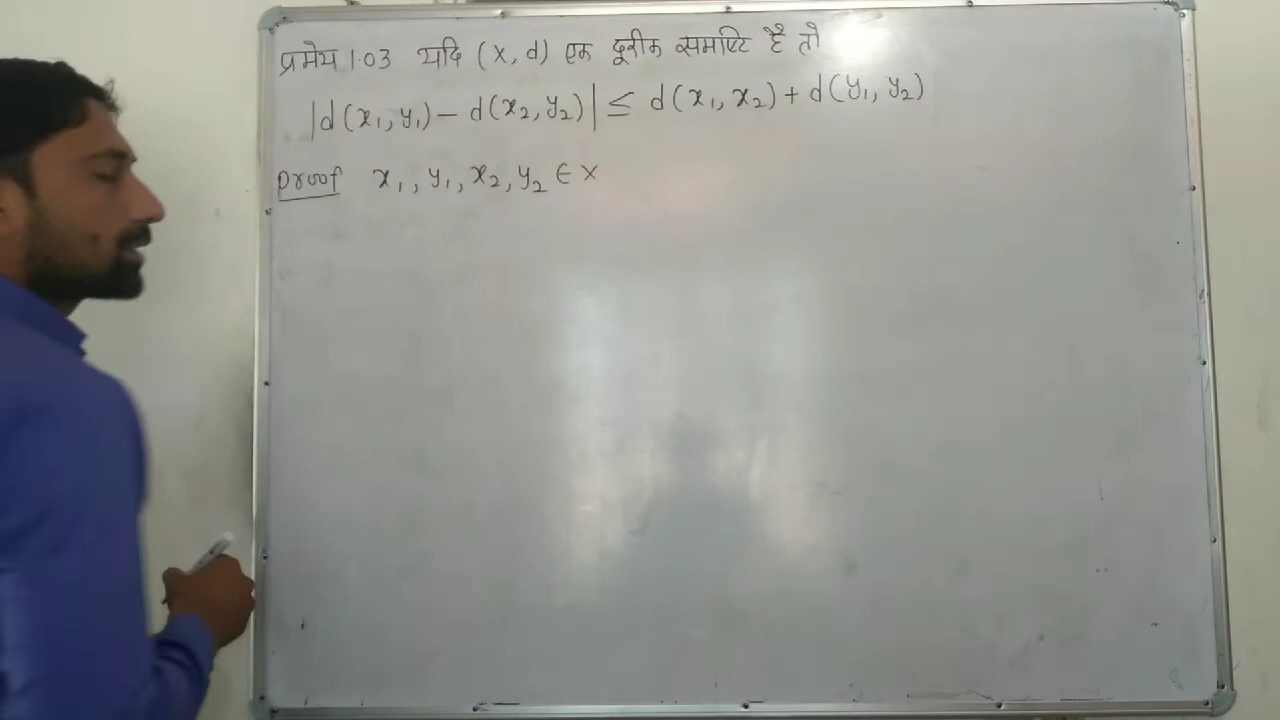 प्रमेय 1.03 यदि (X, d) एक दूरीक समष्टि है तो
|d(x₁, y₁) − d(x₂, y₂)| ≤ d(x₁, x₂) + d(y₁, y₂)
Proof x₁, y₁, x₂, y₂ ∈ X